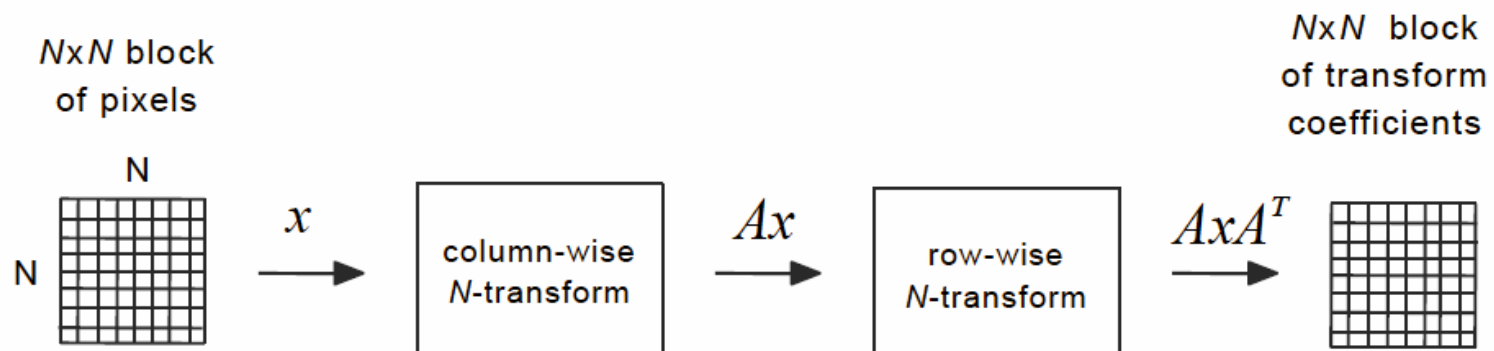 NxN block
of pixels
N
N
x
column-wise
N-transform
Ax
row-wise
N-transform
AxA^T
NxN block
of transform
coefficients